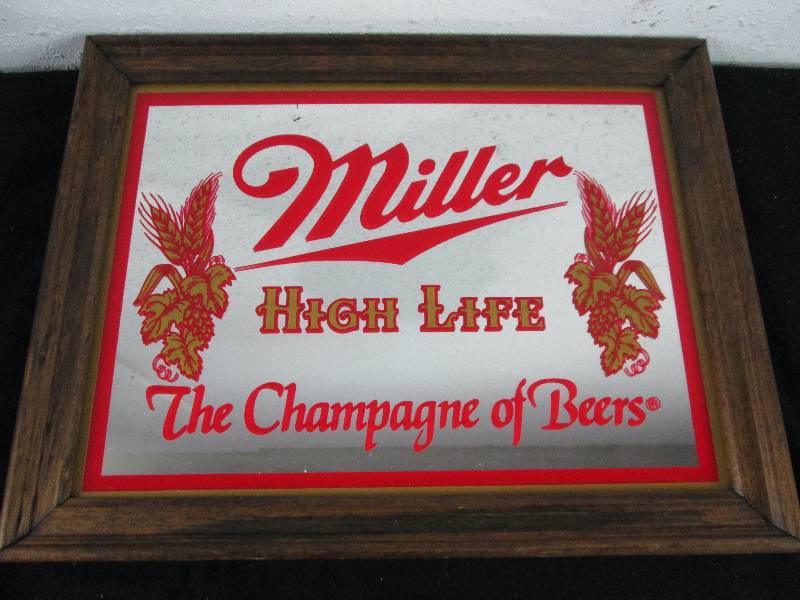 Miller
HIGH LIFE
The Champagne of Beers®